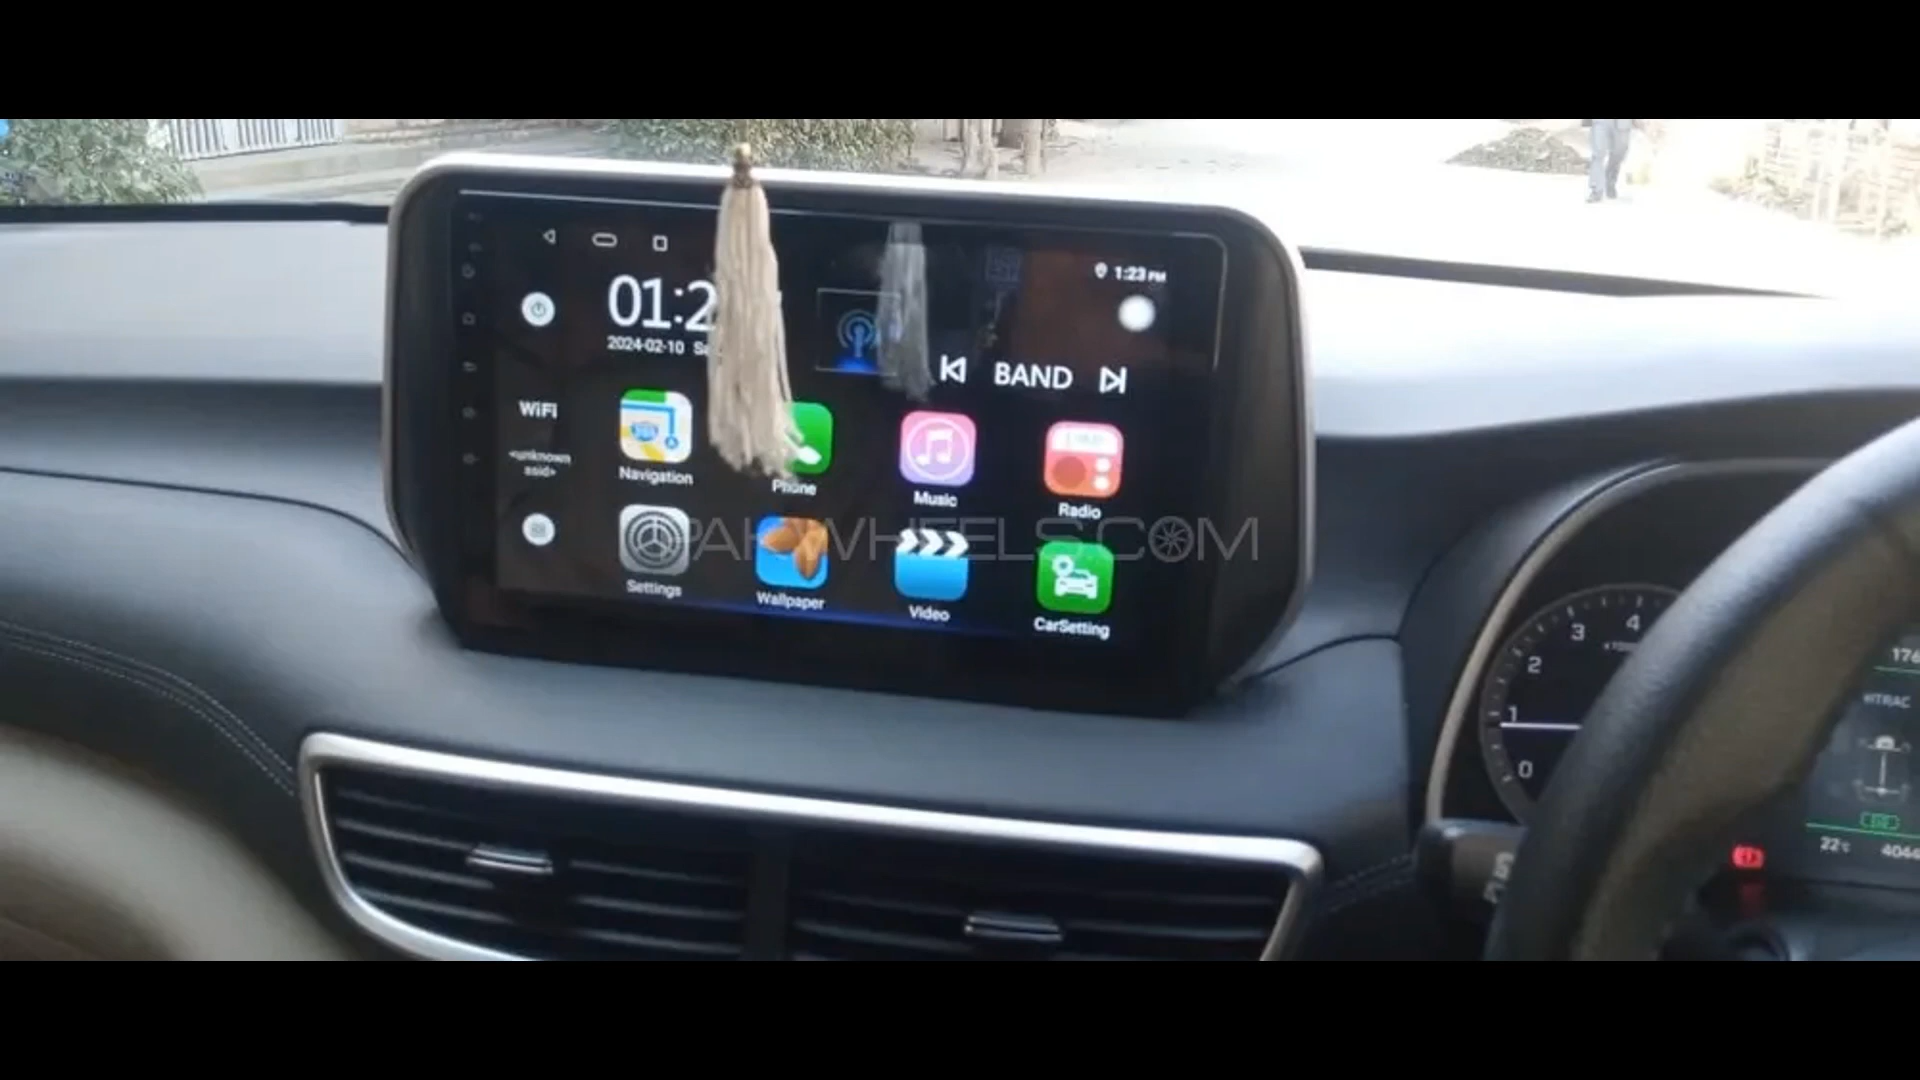 1:23 PM
01:2
2024-02-10
BAND
WiFi
<unknown
ssid>
Navigation
Phone
Music
Radio
PAKWHEELS.COM
Settings
Wallpaper
Video
CarSetting
4
3
2
1
0
176
HTRAC
22°c
4044